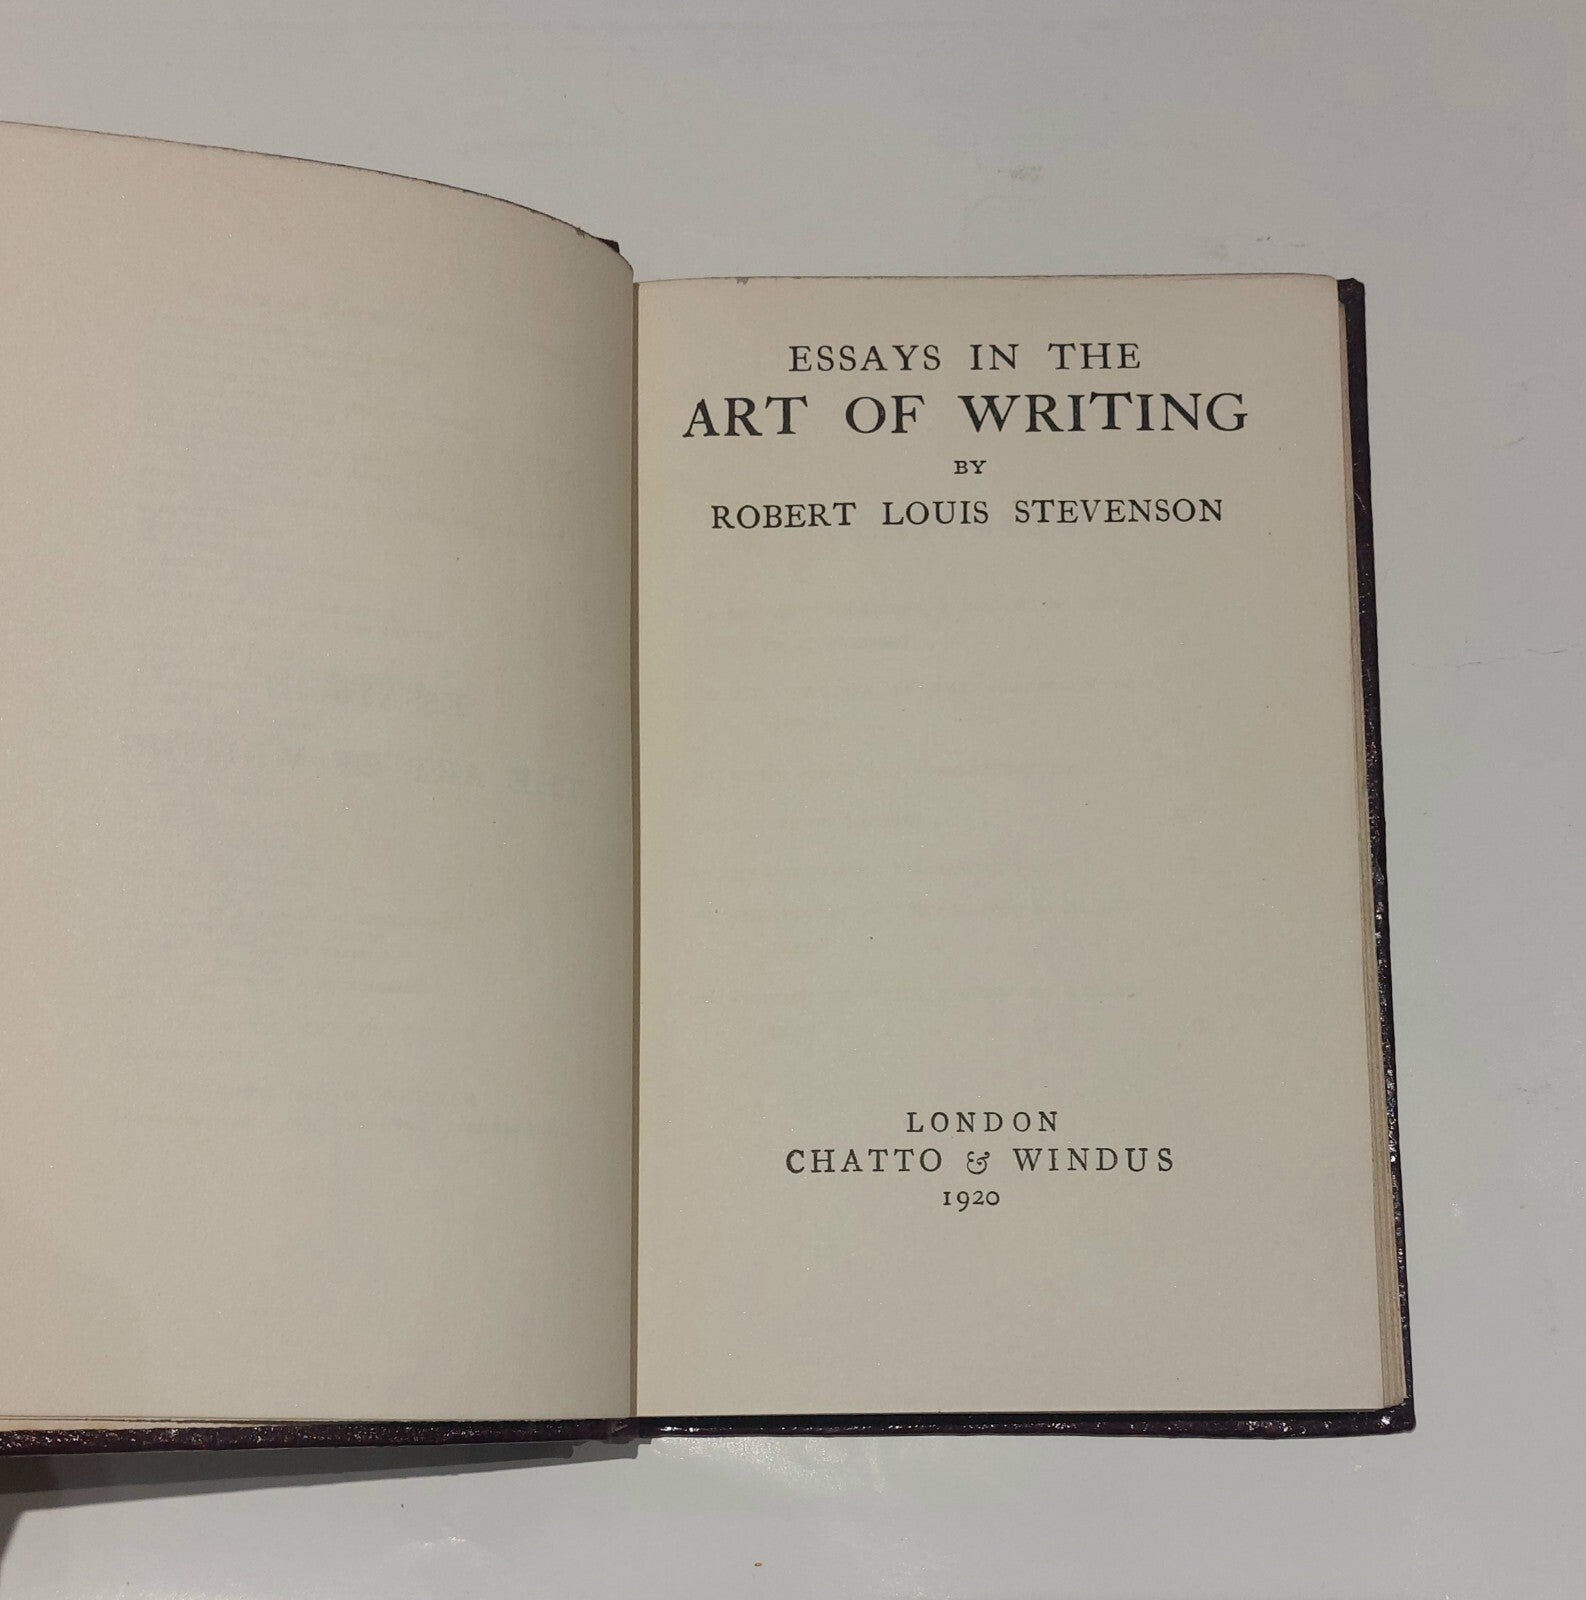 ESSAYS IN THE
ART OF WRITING
BY
ROBERT LOUIS STEVENSON
LONDON
CHATTO & WINDUS
1920